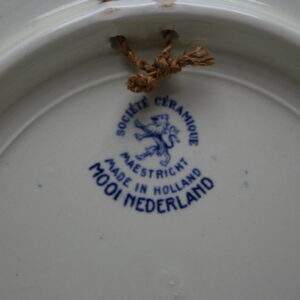 SOCIÉTÉ CÉRAMIQUE
MAESTRICHT
MADE IN HOLLAND
MOOI NEDERLAND